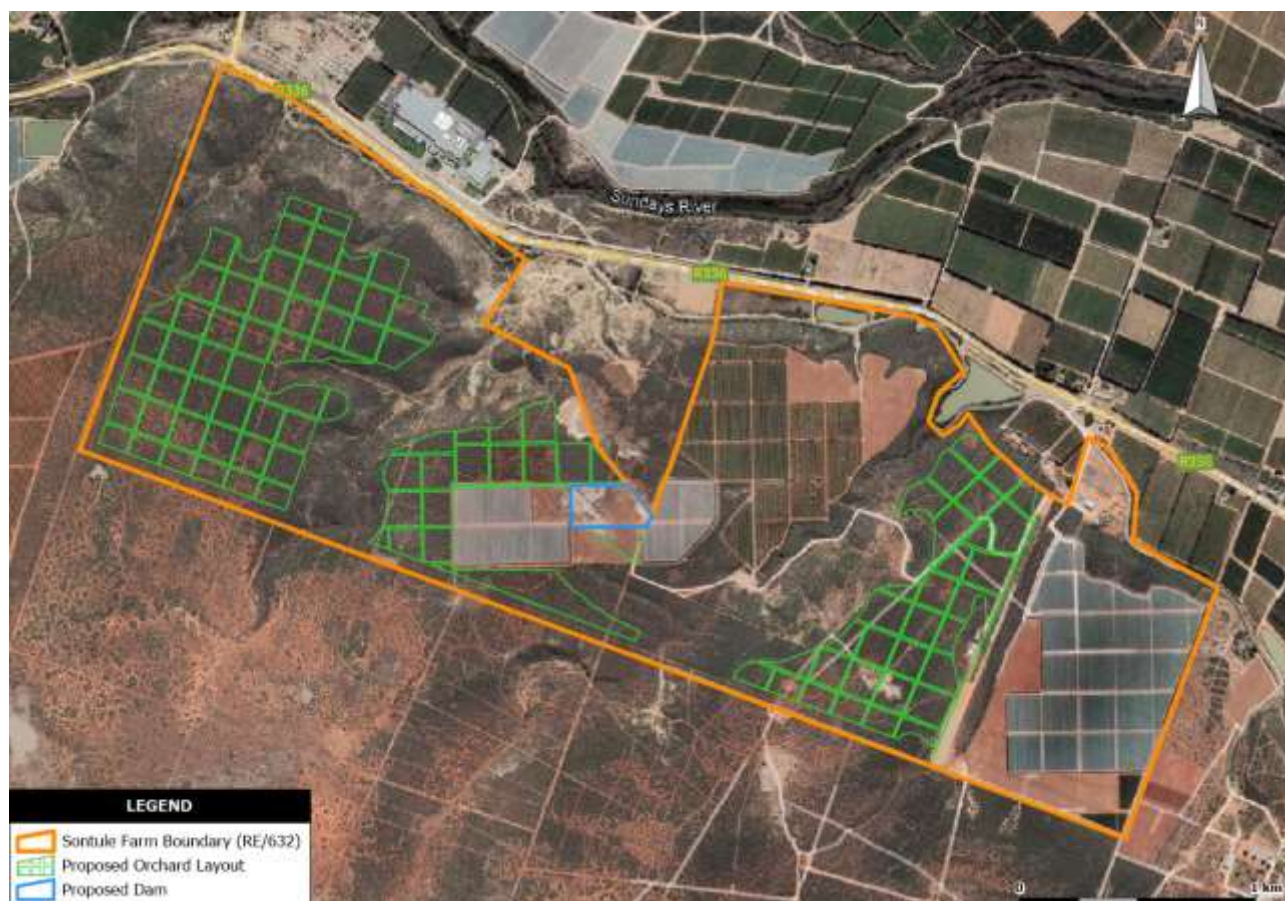 N
R336
Sundays River
R336
R336
LEGEND
Sontule Farm Boundary (RE/632)
Proposed Orchard Layout
Proposed Dam
0 1 km